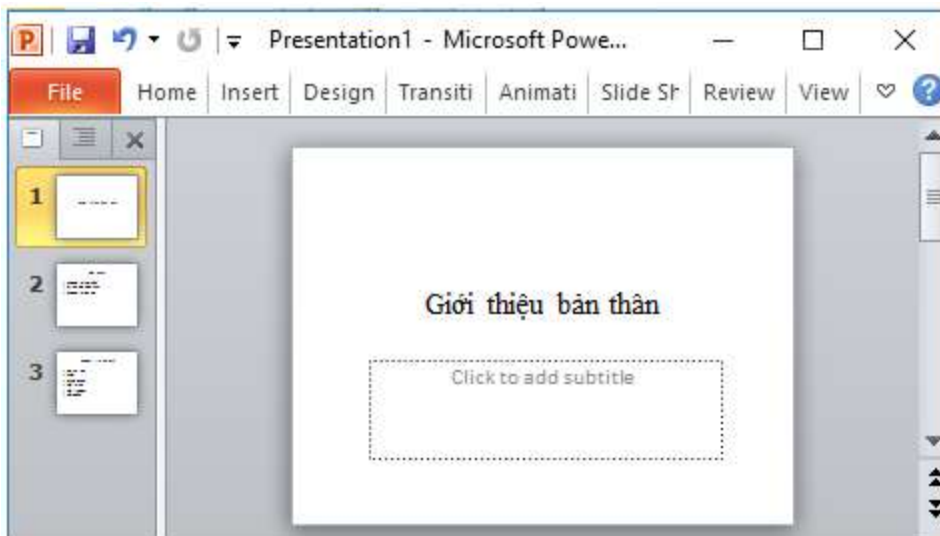 Presentation1 - Microsoft Powe...
File Home Insert Design Transiti Animati Slide Sh Review View
1
2
3
Giới thiệu bản thân
Click to add subtitle